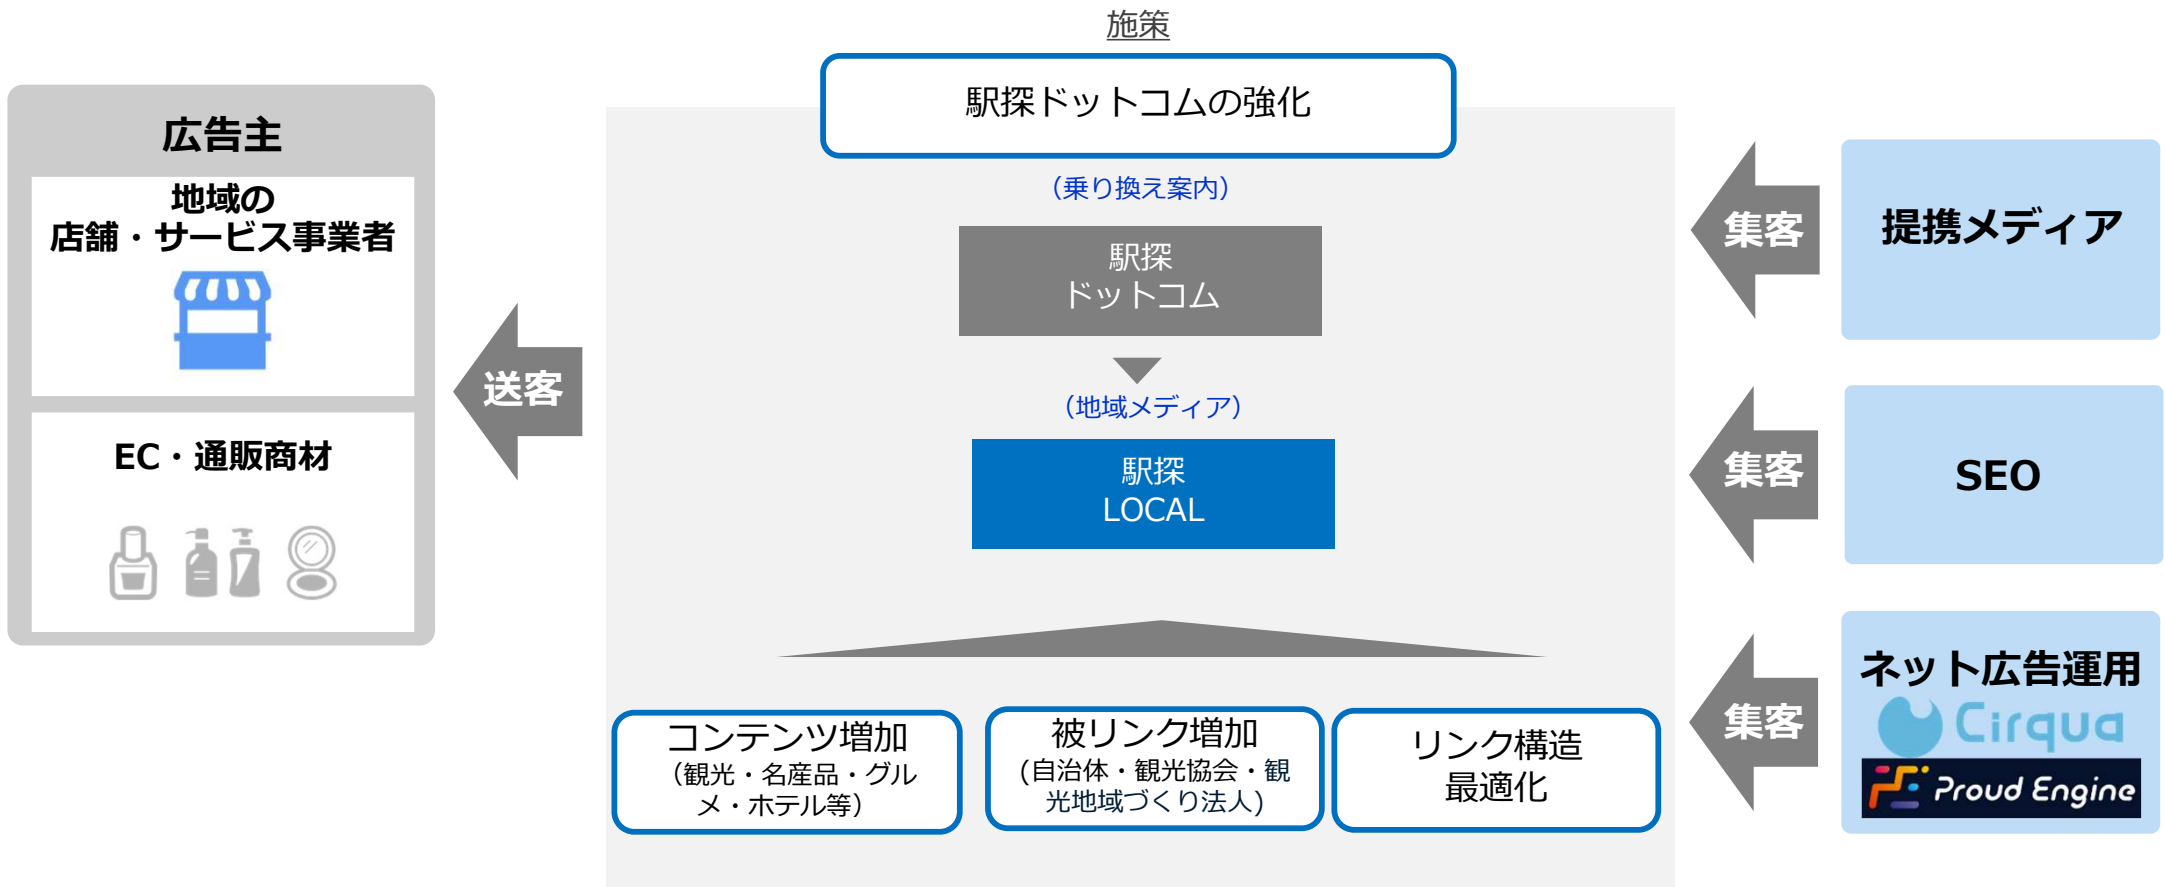 施策
駅探ドットコムの強化
広告主
地域の
店舗・サービス事業者
EC・通販商材
送客
（乗り換え案内）
駅探
ドットコム
（地域メディア）
駅探
LOCAL
コンテンツ増加
（観光・名産品・グル
メ・ホテル等）
被リンク増加
(自治体・観光協会・観
光地域づくり法人)
リンク構造
最適化
集客
提携メディア
集客
SEO
集客
ネット広告運用
Cirqua
Proud Engine